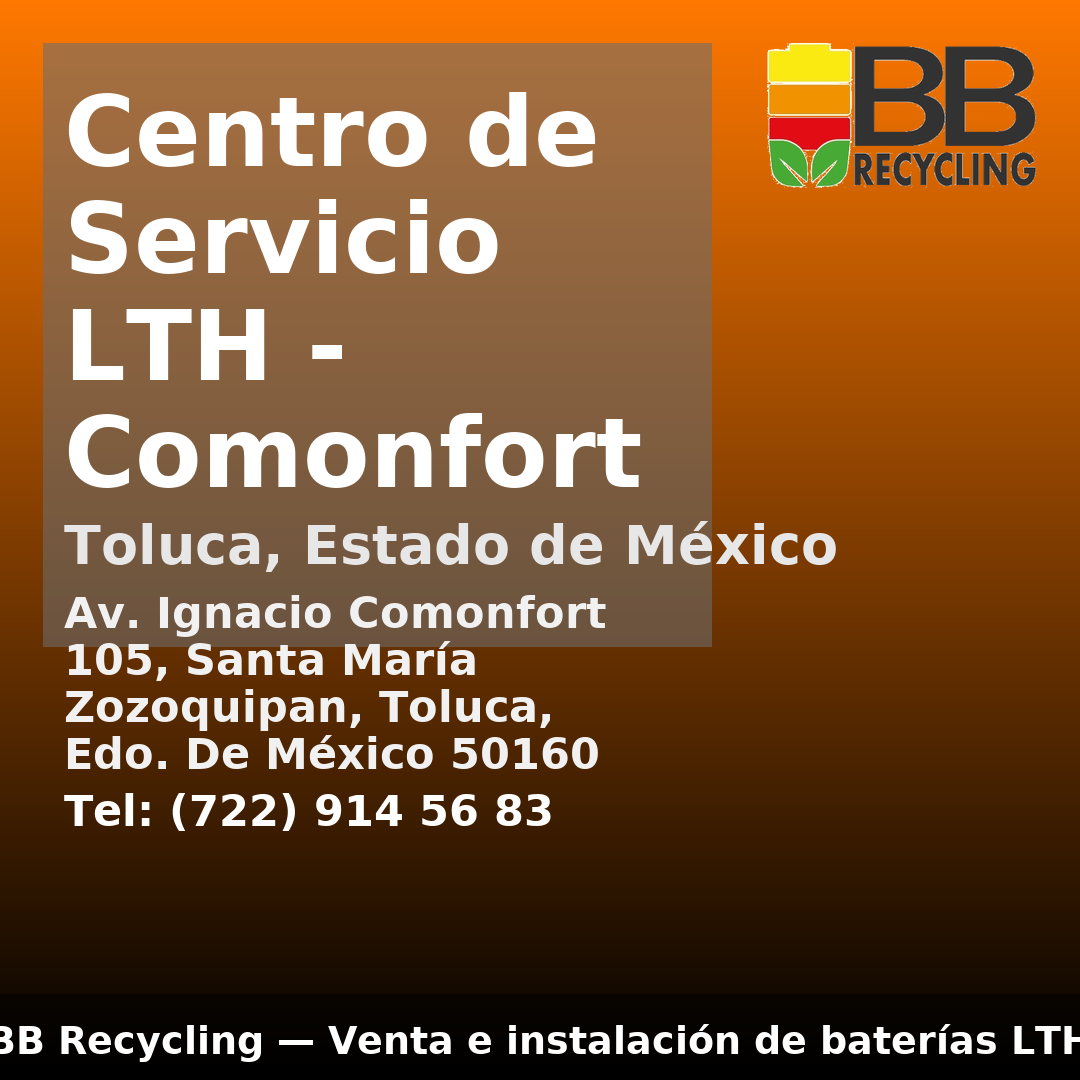 Centro de
Servicio
LTH -
Comonfort
BB
RECYCLING
Toluca, Estado de México
Av. Ignacio Comonfort
105, Santa María
Zozoquipan, Toluca,
Edo. De México 50160
Tel: (722) 914 56 83
BB Recycling — Venta e instalación de baterías LTH